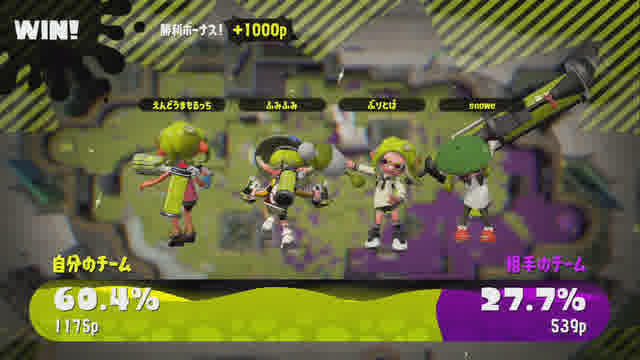 WIN!
勝利ボーナス! +1000p
えんどうまもるっち
ふみふみ
ぷりとぱ
snowe
自分のチーム
相手のチーム
60.4%
27.7%
1175p
539p